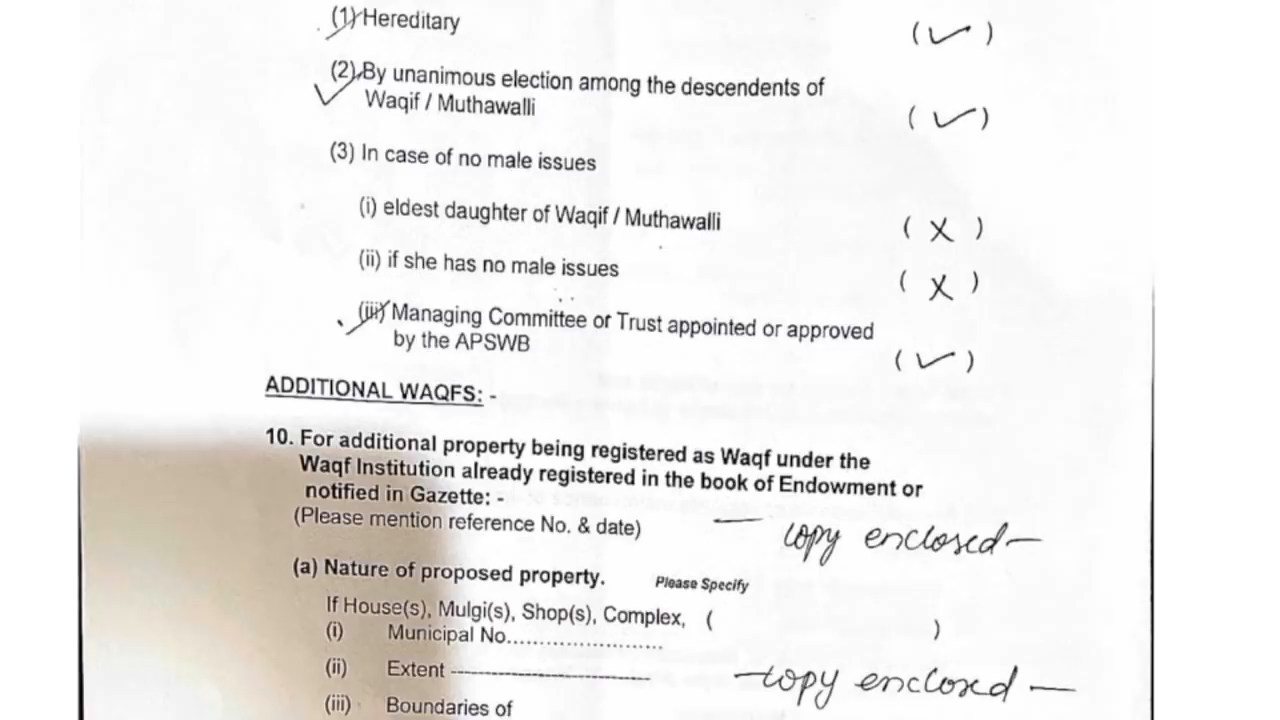 (1) Hereditary (✓)
(2) By unanimous election among the descendents of
Waqif / Muthawalli (✓)
(3) In case of no male issues
(i) eldest daughter of Waqif / Muthawalli (X)
(ii) if she has no male issues (X)
(iii) Managing Committee or Trust appointed or approved
by the APSWB (✓)
ADDITIONAL WAQFS: -
10. For additional property being registered as Waqf under the
Waqf Institution already registered in the book of Endowment or
notified in Gazette: -
(Please mention reference No. & date) — copy enclosed —
(a) Nature of proposed property. Please Specify
If House(s), Mulgi(s), Shop(s), Complex, ( )
(i) Municipal No..........................
(ii) Extent -------------------------------- — copy enclosed —
(iii) Boundaries of